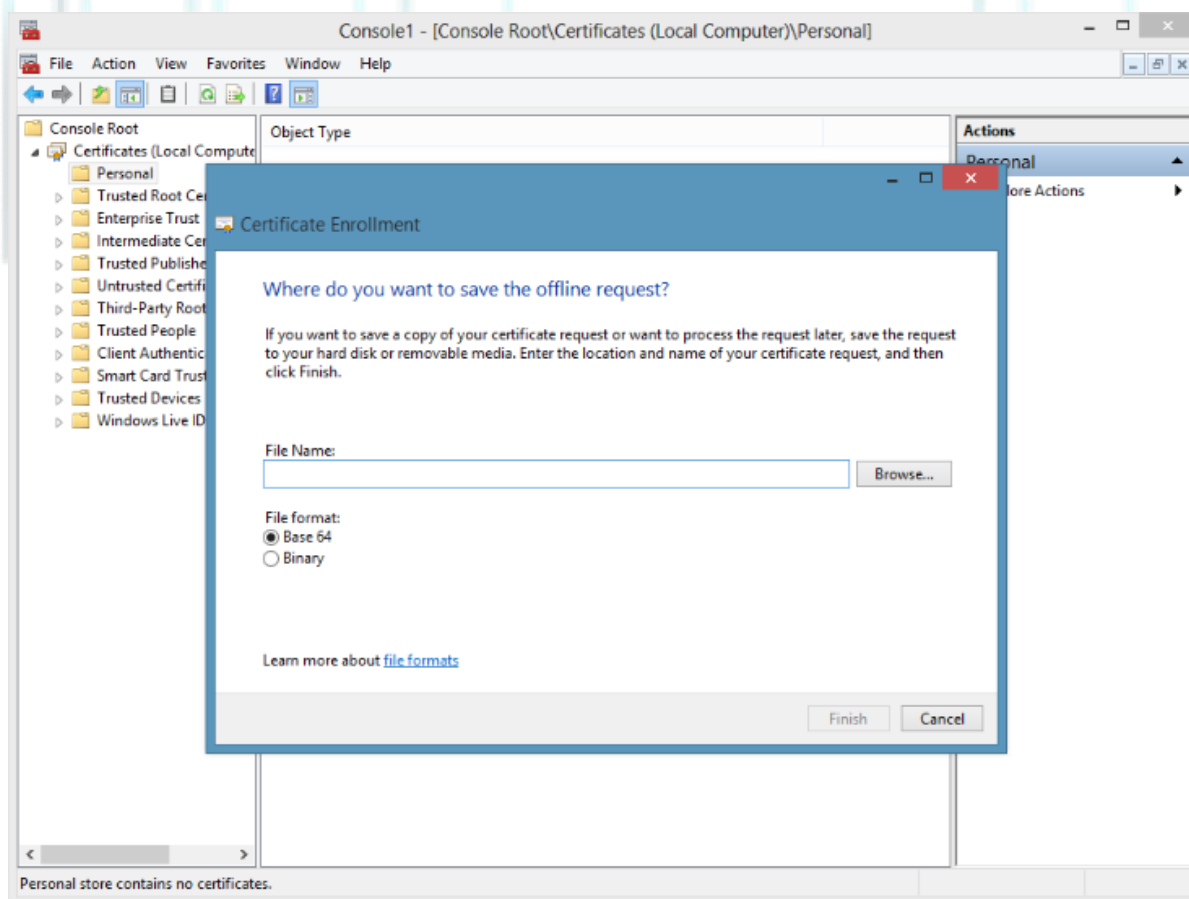 Console1 - [Console Root\Certificates (Local Computer)\Personal]
File Action View Favorites Window Help
Console Root
Certificates (Local Compute
Personal
Trusted Root Cer
Enterprise Trust
Intermediate Cer
Trusted Publishe
Untrusted Certifi
Third-Party Root
Trusted People
Client Authentic
Smart Card Trust
Trusted Devices
Windows Live ID
Object Type
Certificate Enrollment
Where do you want to save the offline request?
If you want to save a copy of your certificate request or want to process the request later, save the request
to your hard disk or removable media. Enter the location and name of your certificate request, and then
click Finish.
File Name:
Browse...
File format:
Base 64
Binary
Learn more about file formats
Finish Cancel
Actions
Personal
ore Actions
Personal store contains no certificates.